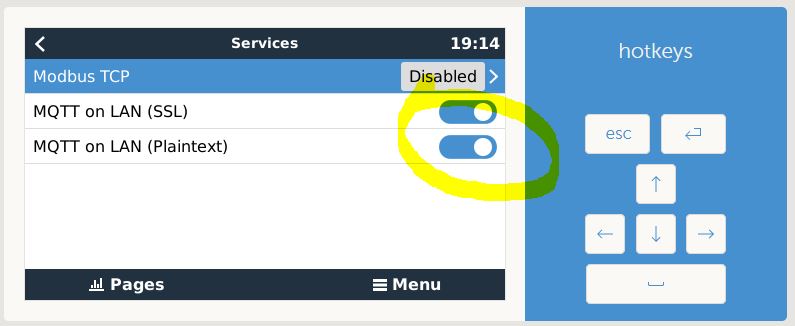 Services 19:14
Modbus TCP Disabled
MQTT on LAN (SSL)
MQTT on LAN (Plaintext)
Pages Menu
hotkeys
esc